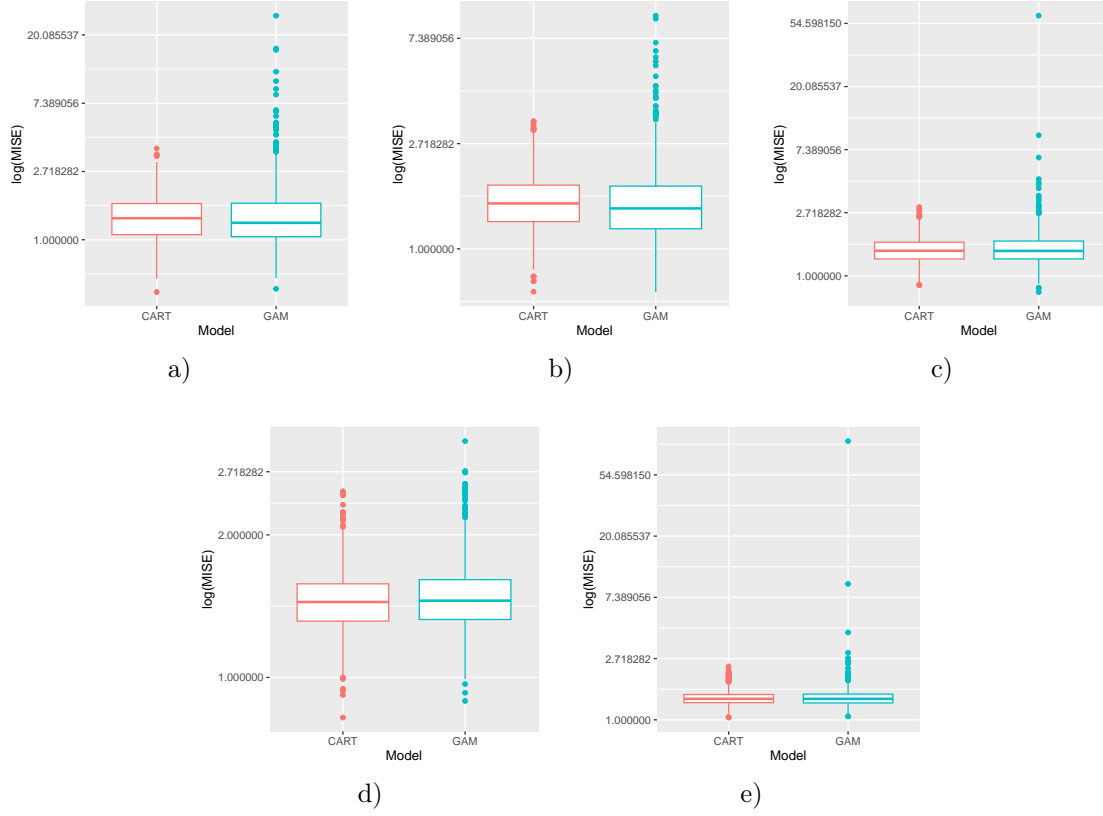 20.085537
7.389056
2.718282
1.000000
log(MISE)
CART GAM
Model
a)
7.389056
2.718282
1.000000
log(MISE)
CART GAM
Model
b)
54.598150
20.085537
7.389056
2.718282
1.000000
log(MISE)
CART GAM
Model
c)
2.718282
2.000000
1.000000
log(MISE)
CART GAM
Model
d)
54.598150
20.085537
7.389056
2.718282
1.000000
log(MISE)
CART GAM
Model
e)